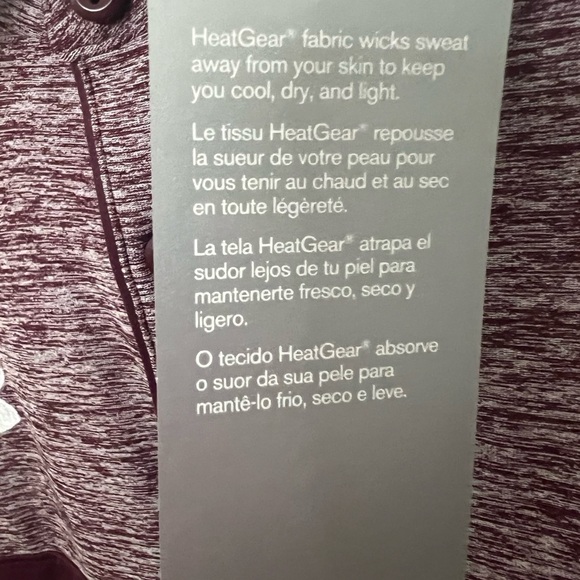 HeatGear® fabric wicks sweat
away from your skin to keep
you cool, dry, and light.
Le tissu HeatGear® repousse
la sueur de votre peau pour
vous tenir au chaud et au sec
en toute légèreté.
La tela HeatGear® atrapa el
sudor lejos de tu piel para
mantenerte fresco, seco y
ligero.
O tecido HeatGear® absorve
o suor da sua pele para
mantê-lo frio, seco e leve.